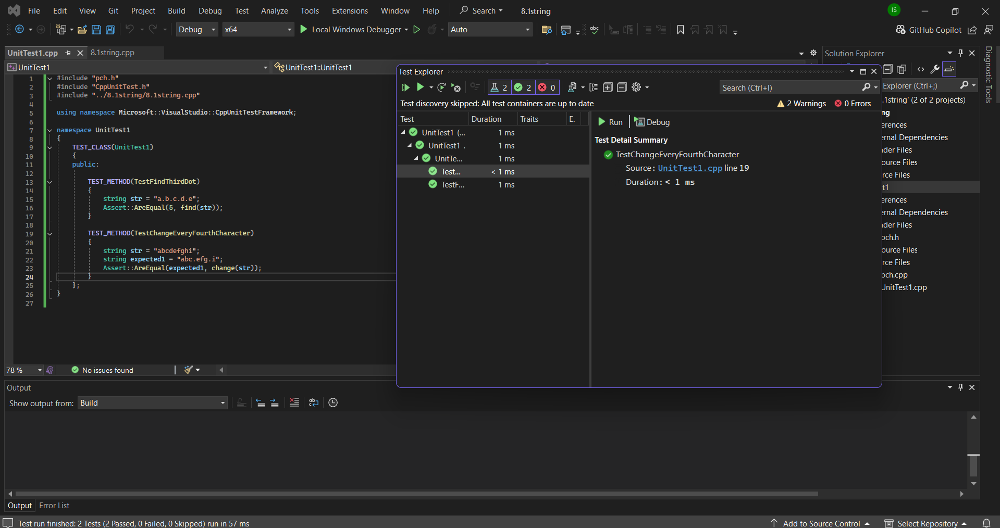 File Edit View Git Project Build Debug Test Analyze Tools Extensions Window Help Search 8.1string IS
Debug x64 Local Windows Debugger Auto GitHub Copilot
UnitTest1.cpp 8.1string.cpp
UnitTest1 UnitTest1::UnitTest1
1 #include "pch.h"
2 #include "CppUnitTest.h"
3 #include "../8.1string/8.1string.cpp"
4
5 using namespace Microsoft::VisualStudio::CppUnitTestFramework;
6
7 namespace UnitTest1
8 {
9 TEST_CLASS(UnitTest1)
10 {
11 public:
12
13 TEST_METHOD(TestFindThirdDot)
14 {
15 string str = "a.b.c.d.e";
16 Assert::AreEqual(5, find(str));
17 }
18
19 TEST_METHOD(TestChangeEveryFourthCharacter)
20 {
21 string str = "abcdefghi";
22 string expected1 = "abc.efg.i";
23 Assert::AreEqual(expected1, change(str));
24 }
25 };
26 }
27
78 % No issues found
Test Explorer
2 2 0 Search (Ctrl+I)
Test discovery skipped: All test containers are up to date 2 Warnings 0 Errors
Test Duration Traits E.
UnitTest1 (... 1 ms
UnitTest1 . 1 ms
UnitTe... 1 ms
Test... < 1 ms
TestF... 1 ms
Run Debug
Test Detail Summary
TestChangeEveryFourthCharacter
Source: UnitTest1.cpp line 19
Duration: < 1 ms
Solution Explorer
Explorer (Ctrl+;)
.1string' (2 of 2 projects)
ng
erences
ernal Dependencies
der Files
ource Files
rce Files
t1
erences
ernal Dependencies
der Files
pch.h
ource Files
rce Files
pch.cpp
UnitTest1.cpp
Diagnostic Tools
Output
Show output from: Build
Output Error List
Test run finished: 2 Tests (2 Passed, 0 Failed, 0 Skipped) run in 57 ms Add to Source Control Select Repository